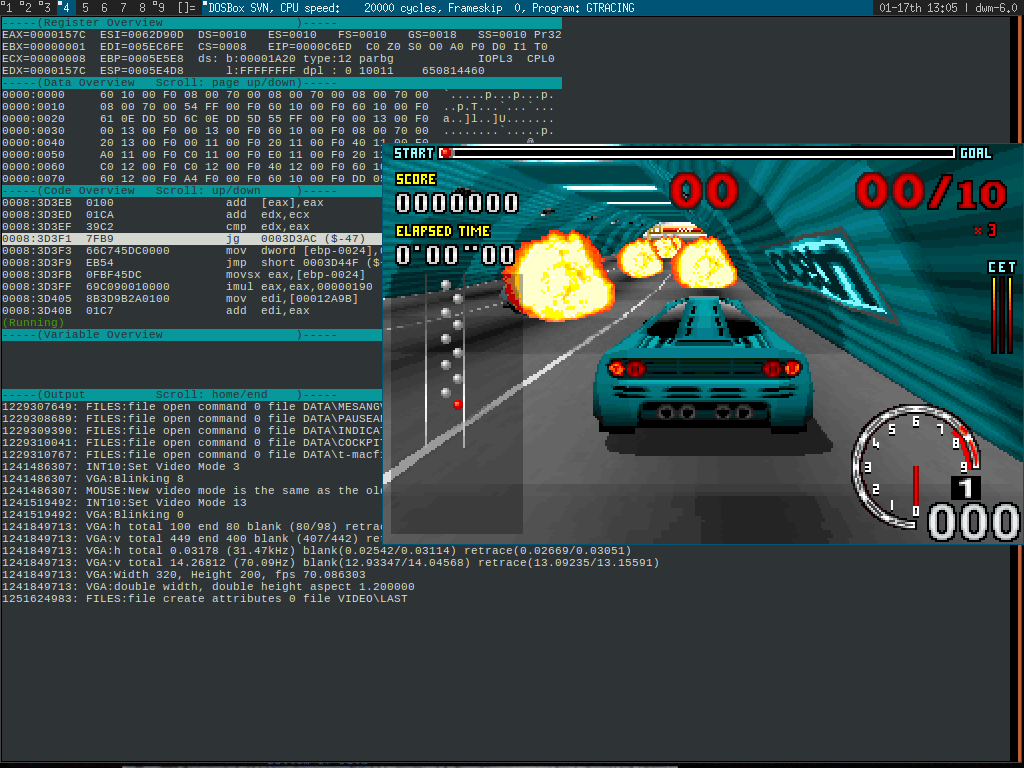 1 2 3 4 5 6 7 8 9 []= DOSBox SVN, CPU speed: 20000 cycles, Frameskip 0, Program: GTRACING 01-17th 13:05 | dwm-6.0
-----(Register Overview )-----
EAX=0000157C ESI=0062D90D DS=0010 ES=0010 FS=0010 GS=0018 SS=0010 Pr32
EBX=00000001 EDI=005EC6FE CS=0008 EIP=0000C6ED C0 Z0 S0 O0 A0 P0 D0 I1 T0
ECX=00000008 EBP=0005E5E8 ds: b:00001A20 type:12 parbg IOPL3 CPL0
EDX=0000157C ESP=0005E4D8 l:FFFFFFFF dpl : 0 10011 650814460
-----(Data Overview Scroll: page up/down)-----
0000:0000 60 10 00 F0 08 00 70 00 08 00 70 00 08 00 70 00 `.....p...p...p.
0000:0010 08 00 70 00 54 FF 00 F0 60 10 00 F0 60 10 00 F0 ..p.T...`...`...
0000:0020 61 0E DD 5D 6C 0E DD 5D 55 FF 00 F0 00 13 00 F0 a..]l..]U.......
0000:0030 00 13 00 F0 00 13 00 F0 60 10 00 F0 08 00 70 00 ........`.....p.
0000:0040 20 13 00 F0 00 11 00 F0 20 11 00 F0 40 11
0000:0050 A0 11 00 F0 C0 11 00 F0 E0 11 00 F0 20
0000:0060 C0 12 00 F0 C0 12 00 F0 40 12 00 F0 60
0000:0070 60 12 00 F0 A4 F0 00 F0 60 10 00 F0 DD
-----(Code Overview Scroll: up/down )-----
0008:3D3EB 0100 add [eax],eax
0008:3D3ED 01CA add edx,ecx
0008:3D3EF 39C2 cmp edx,eax
0008:3D3F1 7FB9 jg 0003D3AC ($-47)
0008:3D3F3 66C745DC0000 mov dword [ebp-0024],
0008:3D3F9 EB54 jmp short 0003D44F ($
0008:3D3FB 0FBF45DC movsx eax,[ebp-0024]
0008:3D3FF 69C090010000 imul eax,eax,00000190
0008:3D405 8B3D9B2A0100 mov edi,[00012A9B]
0008:3D40B 01C7 add edi,eax
(Running)
-----(Variable Overview )-----
-----(Output Scroll: home/end )-----
1229307649: FILES:file open command 0 file DATA\MESANG
1229308689: FILES:file open command 0 file DATA\PAUSEA
1229309390: FILES:file open command 0 file DATA\INDICA
1229310041: FILES:file open command 0 file DATA\COCKPI
1229310767: FILES:file open command 0 file DATA\t-macf
1241486307: INT10:Set Video Mode 3
1241486307: VGA:Blinking 8
1241486307: MOUSE:New video mode is the same as the ol
1241519492: INT10:Set Video Mode 13
1241519492: VGA:Blinking 0
1241849713: VGA:h total 100 end 80 blank (80/98) retra
1241849713: VGA:v total 449 end 400 blank (407/442) re
1241849713: VGA:h total 0.03178 (31.47kHz) blank(0.02542/0.03114) retrace(0.02669/0.03051)
1241849713: VGA:v total 14.26812 (70.09Hz) blank(12.93347/14.04568) retrace(13.09235/13.15591)
1241849713: VGA:Width 320, Height 200, fps 70.086303
1241849713: VGA:double width, double height aspect 1.200000
1251624983: FILES:file create attributes 0 file VIDEO\LAST
START GOAL
SCORE
0000000
00
00/10
ELAPSED TIME
0'00"00
x 3
CET
0 1 2 3 4 5 6 7 8 9
1
000